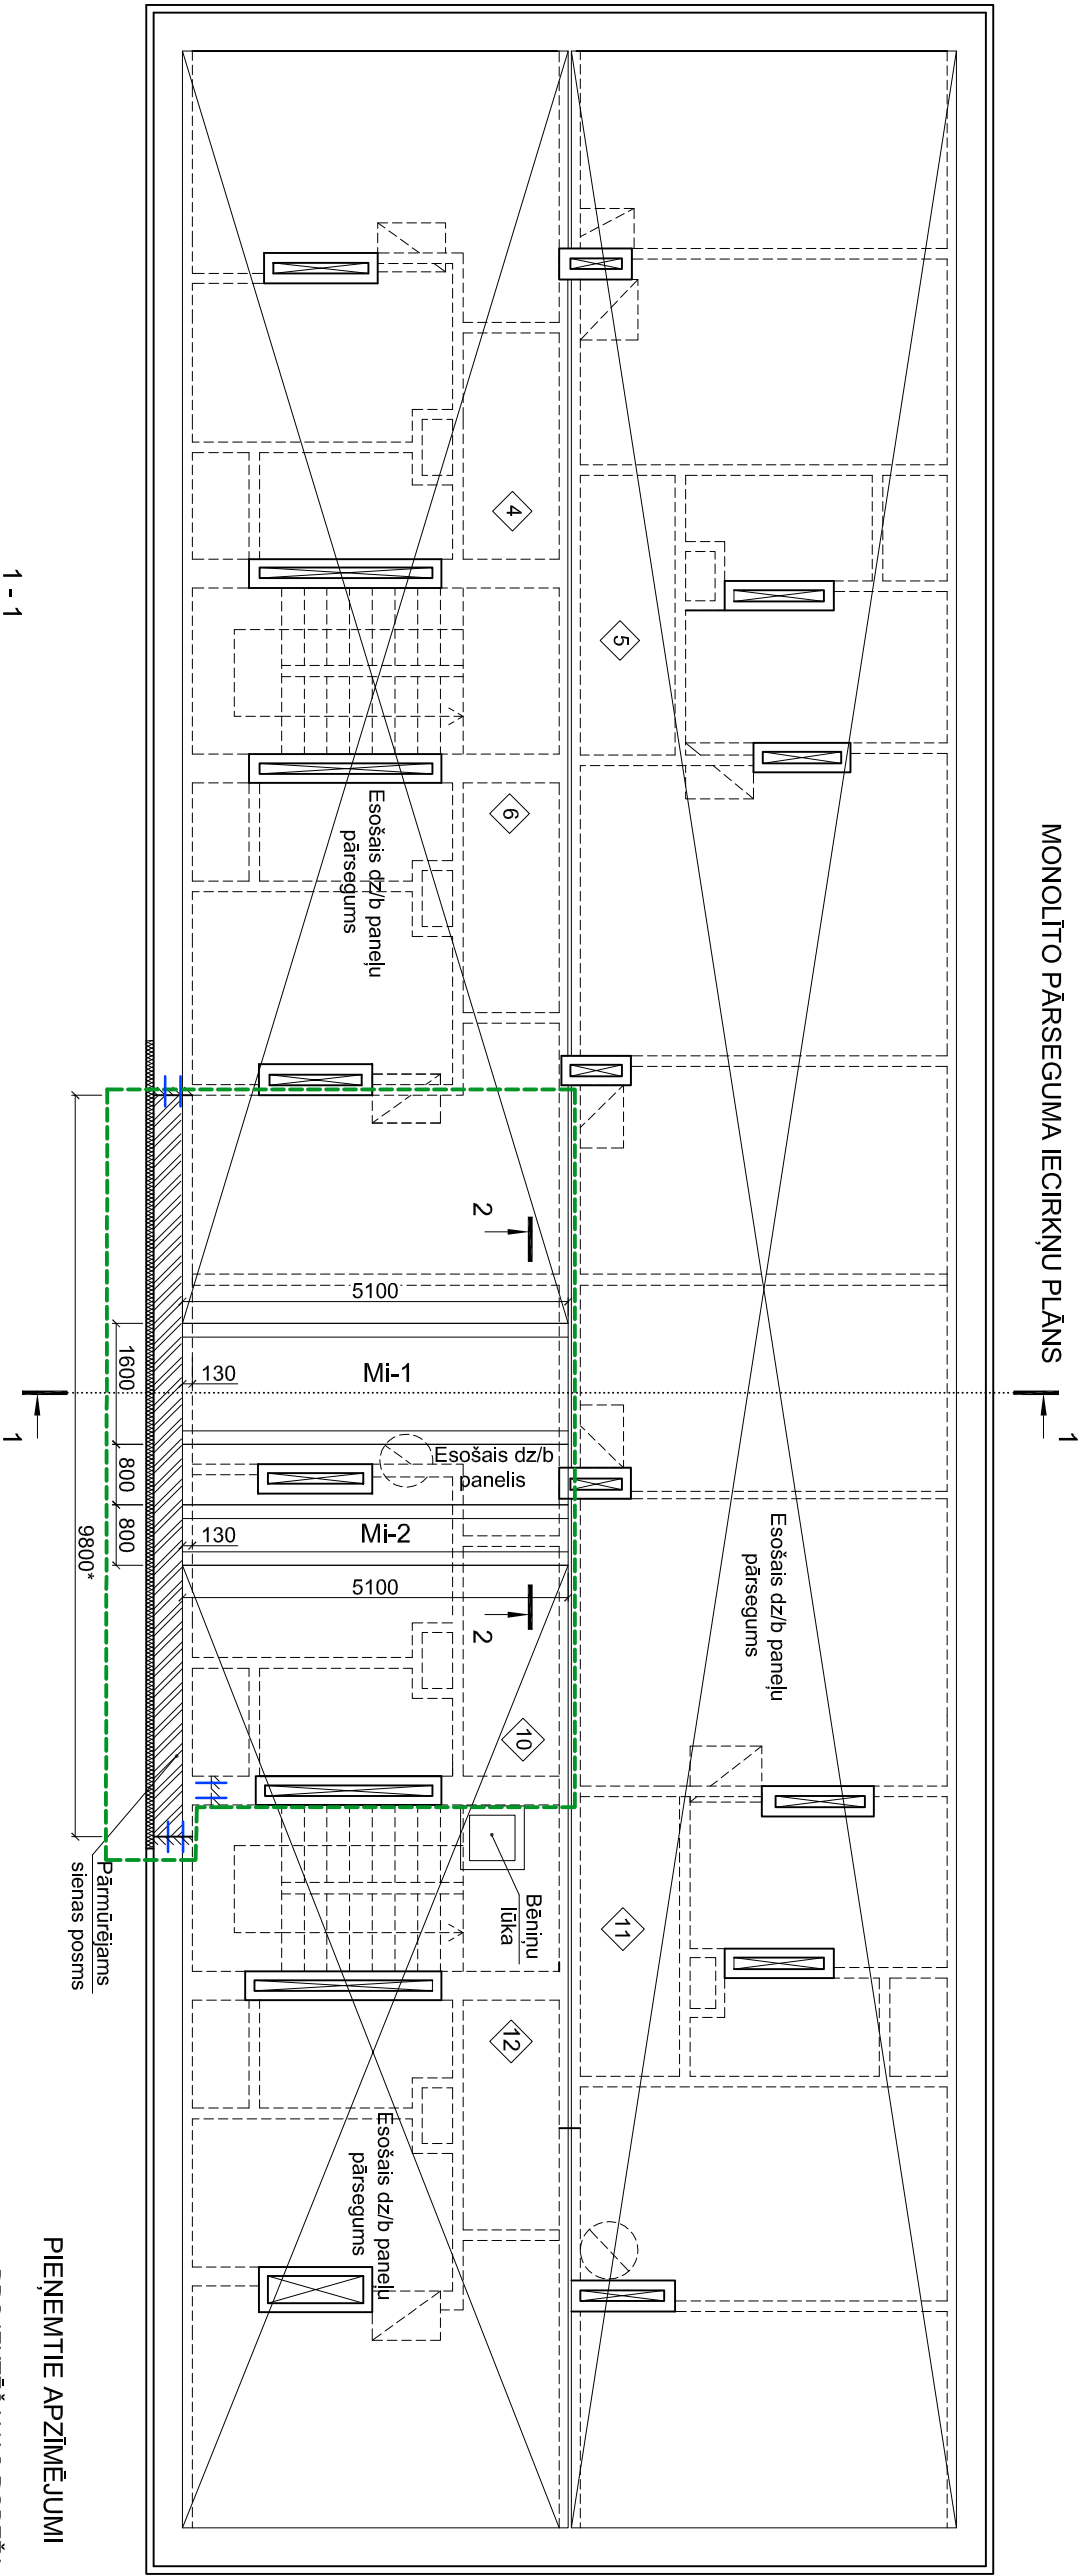 MONOLĪTO PĀRSEGUMA IECIRKŅU PLĀNS
1
4
5
6
Esošais dz/b paneļu
pārsegums
2
5100
Mi-1
130
1600
Esošais dz/b
panelis
800
Mi-2
130
800
9800*
5100
2
1
Esošais dz/b paneļu
pārsegums
10
11
12
Bēniņu
lūka
Pārmūrējams
sienas posms
Esošais dz/b paneļu
pārsegums
1 - 1
PIEŅEMTIE APZĪMĒJUMI